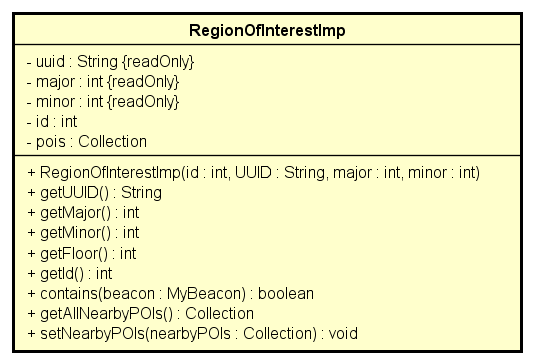 RegionOfInterestImp
- uuid : String {readOnly}
- major : int {readOnly}
- minor : int {readOnly}
- id : int
- pois : Collection
+ RegionOfInterestImp(id : int, UUID : String, major : int, minor : int)
+ getUUID() : String
+ getMajor() : int
+ getMinor() : int
+ getFloor() : int
+ getId() : int
+ contains(beacon : MyBeacon) : boolean
+ getAllNearbyPOIs() : Collection
+ setNearbyPOIs(nearbyPOIs : Collection) : void